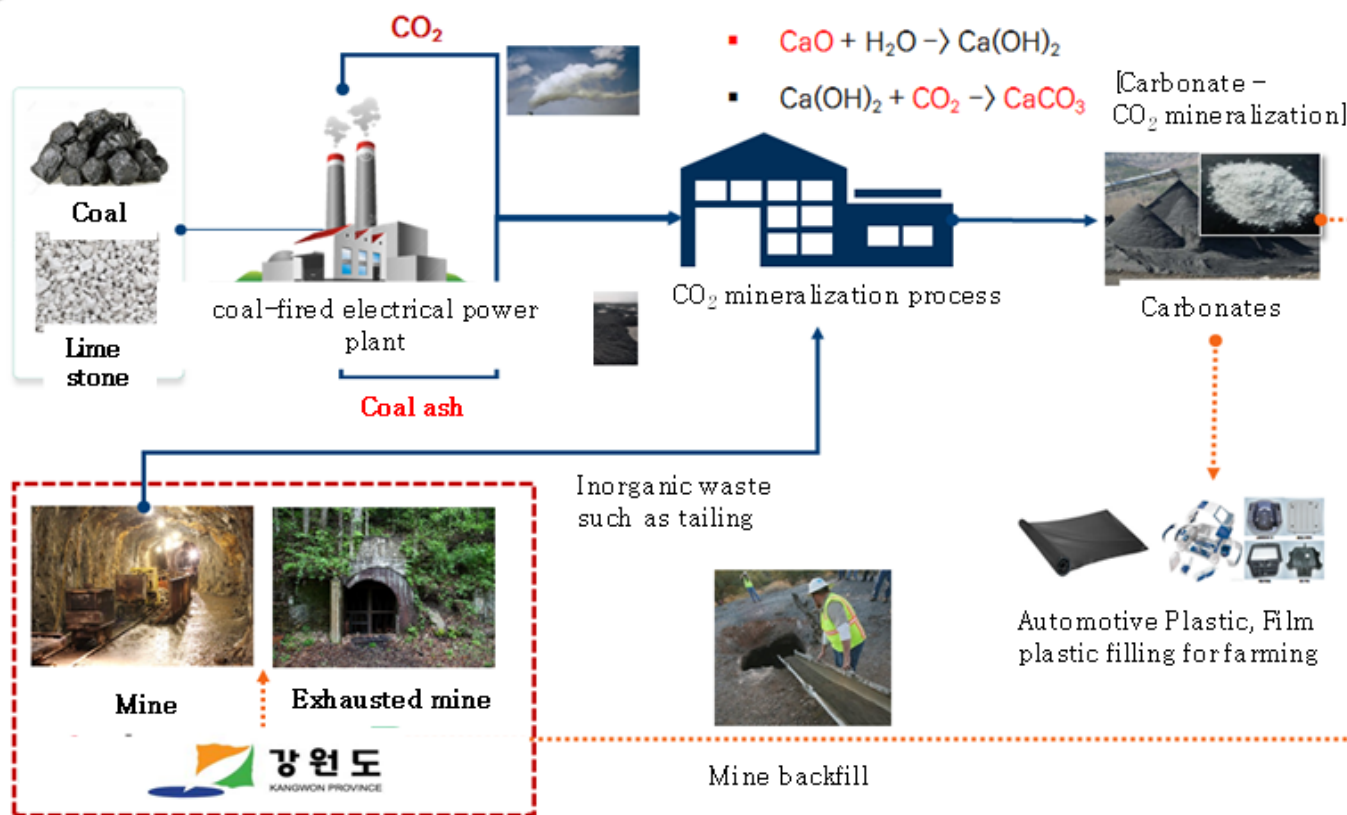 CO₂
▪ CaO + H₂O –> Ca(OH)₂
▪ Ca(OH)₂ + CO₂ –> CaCO₃
[Carbonate –
CO₂ mineralization]
Coal
Lime
stone
coal-fired electrical power
plant
Coal ash
CO₂ mineralization process
Carbonates
Inorganic waste
such as tailing
Mine
Exhausted mine
강원도
KANGWON PROVINCE
Mine backfill
Automotive Plastic, Film
plastic filling for farming